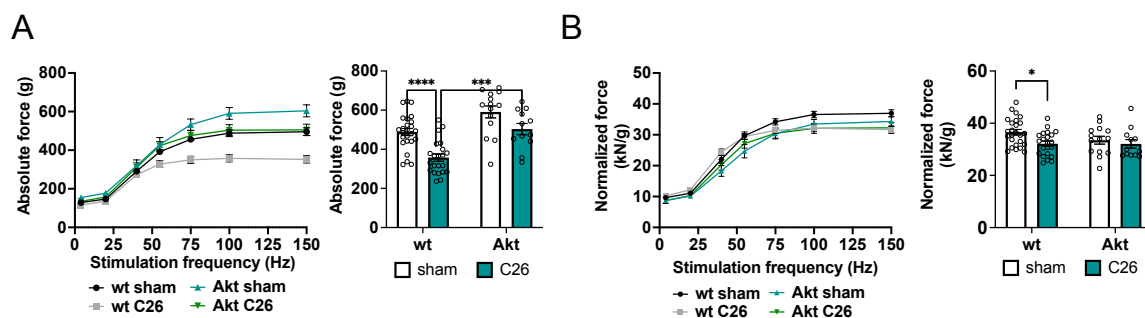 A
Absolute force (g)
800
600
400
200
0
0 25 50 75 100 125 150
Stimulation frequency (Hz)
wt sham
Akt sham
wt C26
Akt C26
Absolute force (g)
800
600
400
200
0
****
***
wt Akt
sham C26
B
Normalized force
(kN/g)
50
40
30
20
10
0
0 25 50 75 100 125 150
Stimulation frequency (Hz)
wt sham
Akt sham
wt C26
Akt C26
Normalized force
(kN/g)
60
40
20
0
*
wt Akt
sham C26